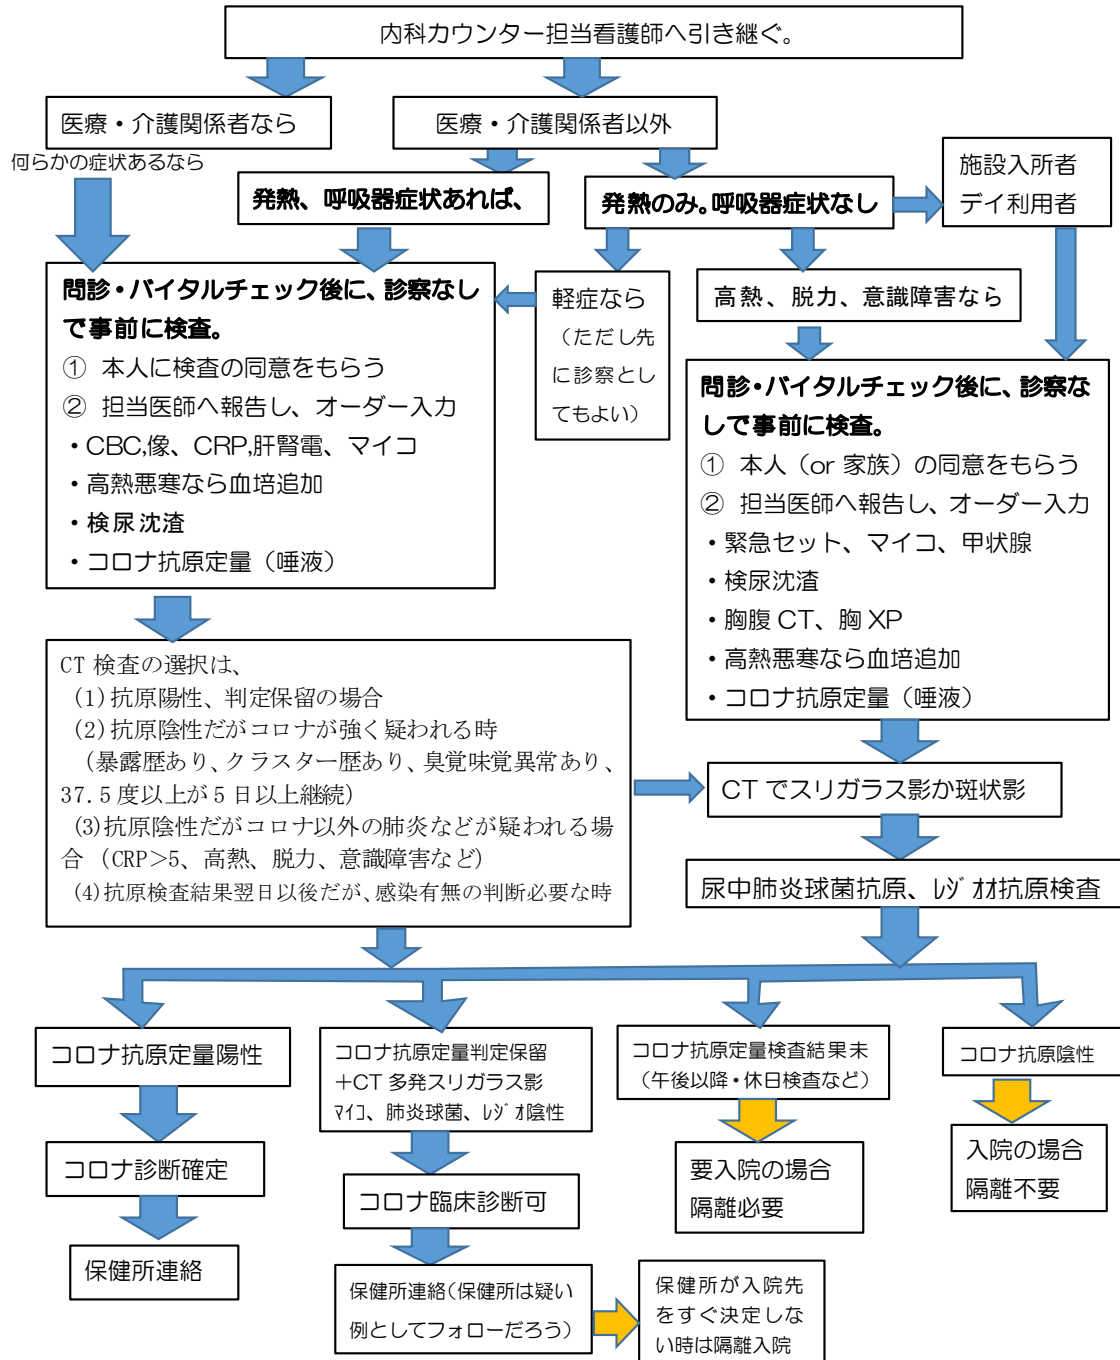 内科カウンター担当看護師へ引き継ぐ。
医療・介護関係者なら
医療・介護関係者以外
何らかの症状あるなら
発熱、呼吸器症状あれば、
発熱のみ。呼吸器症状なし
施設入所者
デイ利用者
問診・バイタルチェック後に、診察なし
で事前に検査。
① 本人に検査の同意をもらう
② 担当医師へ報告し、オーダー入力
・CBC,像、CRP,肝腎電、マイコ
・高熱悪寒なら血培追加
・検尿沈渣
・コロナ抗原定量（唾液）
軽症なら
（ただし先
に診察とし
てもよい）
高熱、脱力、意識障害なら
問診・バイタルチェック後に、診察な
しで事前に検査。
① 本人（or 家族）の同意をもらう
② 担当医師へ報告し、オーダー入力
・緊急セット、マイコ、甲状腺
・検尿沈渣
・胸腹 CT、胸 XP
・高熱悪寒なら血培追加
・コロナ抗原定量（唾液）
CT 検査の選択は、
(1)抗原陽性、判定保留の場合
(2)抗原陰性だがコロナが強く疑われる時
（暴露歴あり、クラスター歴あり、臭覚味覚異常あり、
37.5 度以上が 5 日以上継続）
(3)抗原陰性だがコロナ以外の肺炎などが疑われる場
合 （CRP>5、高熱、脱力、意識障害など）
(4)抗原検査結果翌日以後だが、感染有無の判断必要な時
CT でスリガラス影か斑状影
尿中肺炎球菌抗原、ﾚｼﾞｵﾈ抗原検査
コロナ抗原定量陽性
コロナ抗原定量判定保留
＋CT 多発スリガラス影
ﾏｲｺ、肺炎球菌、ﾚｼﾞｵ陰性
コロナ抗原定量検査結果未
（午後以降・休日検査など）
コロナ抗原陰性
コロナ診断確定
コロナ臨床診断可
要入院の場合
隔離必要
入院の場合
隔離不要
保健所連絡
保健所連絡（保健所は疑い
例としてフォローだろう）
保健所が入院先
をすぐ決定しな
い時は隔離入院